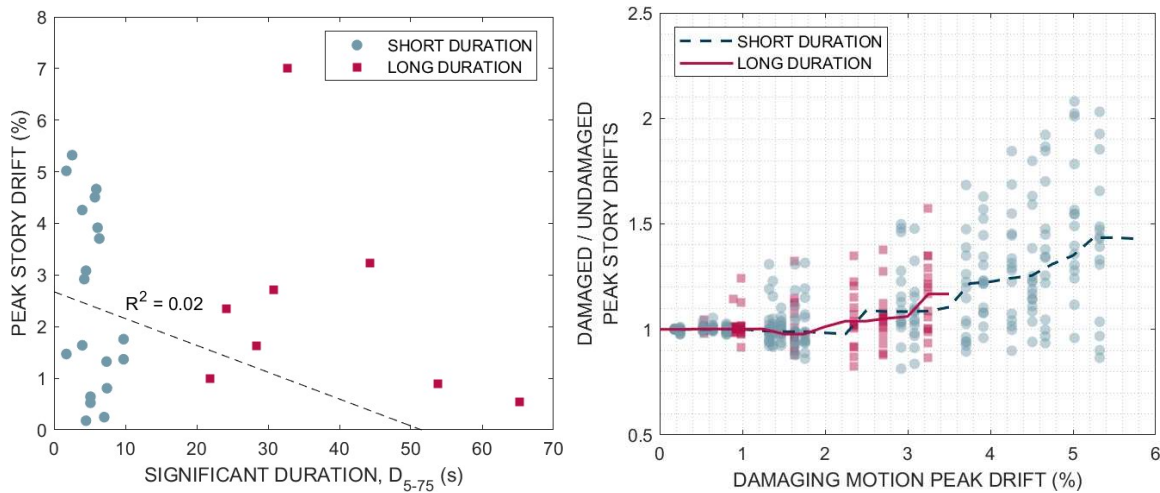 PEAK STORY DRIFT (%)
8
7
6
5
4
3
2
1
0
SHORT DURATION
LONG DURATION
R² = 0.02
0 10 20 30 40 50 60 70
SIGNIFICANT DURATION, D₅₋₇₅ (s)
DAMAGED / UNDAMAGED
PEAK STORY DRIFTS
2.5
2
1.5
1
0.5
SHORT DURATION
LONG DURATION
0 1 2 3 4 5 6
DAMAGING MOTION PEAK DRIFT (%)